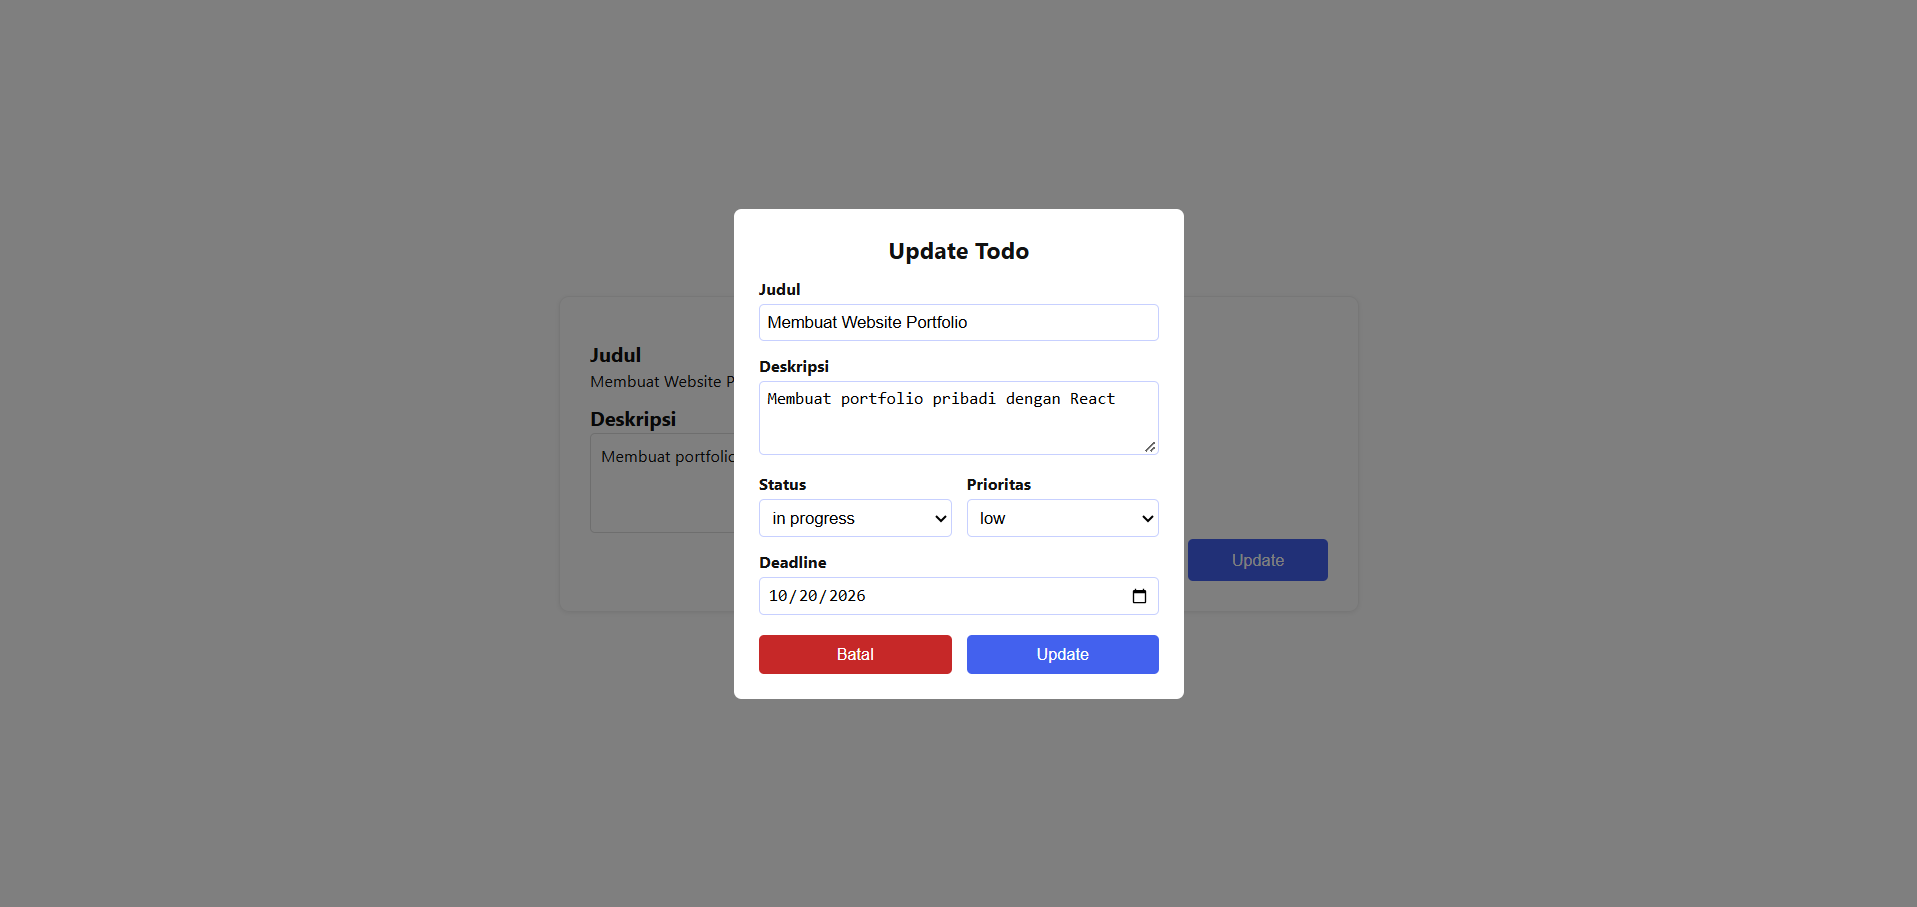 Update Todo
Judul
Membuat Website Portfolio
Deskripsi
Membuat portfolio pribadi dengan React
Status
Prioritas
in progress
low
Deadline
10/20/2026
Batal
Update
Judul
Membuat Website P
Deskripsi
Membuat portfolio
Update